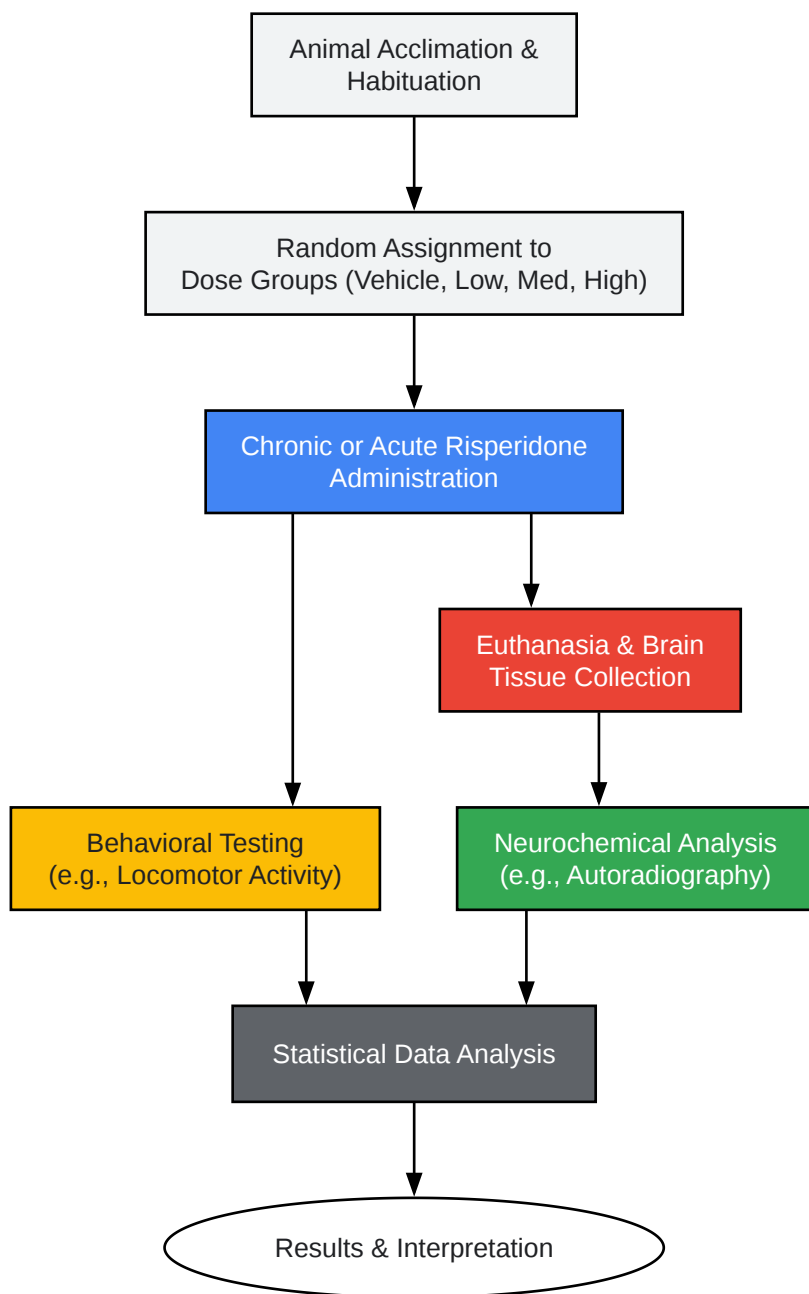 Animal Acclimation &
Habituation
Random Assignment to
Dose Groups (Vehicle, Low, Med, High)
Chronic or Acute Risperidone
Administration
Euthanasia & Brain
Tissue Collection
Behavioral Testing
(e.g., Locomotor Activity)
Neurochemical Analysis
(e.g., Autoradiography)
Statistical Data Analysis
Results & Interpretation